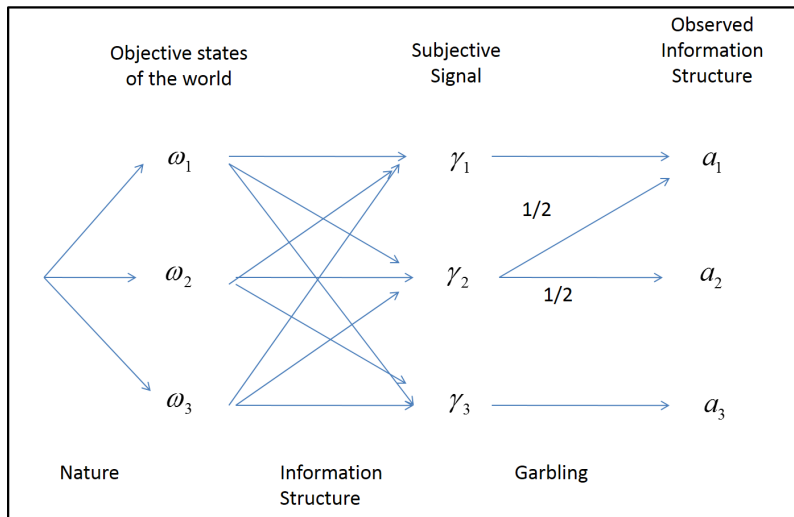 Objective states
of the world
Subjective
Signal
Observed
Information
Structure
ω₁
γ₁
a₁
1/2
ω₂
γ₂
a₂
1/2
ω₃
γ₃
a₃
Nature
Information
Structure
Garbling